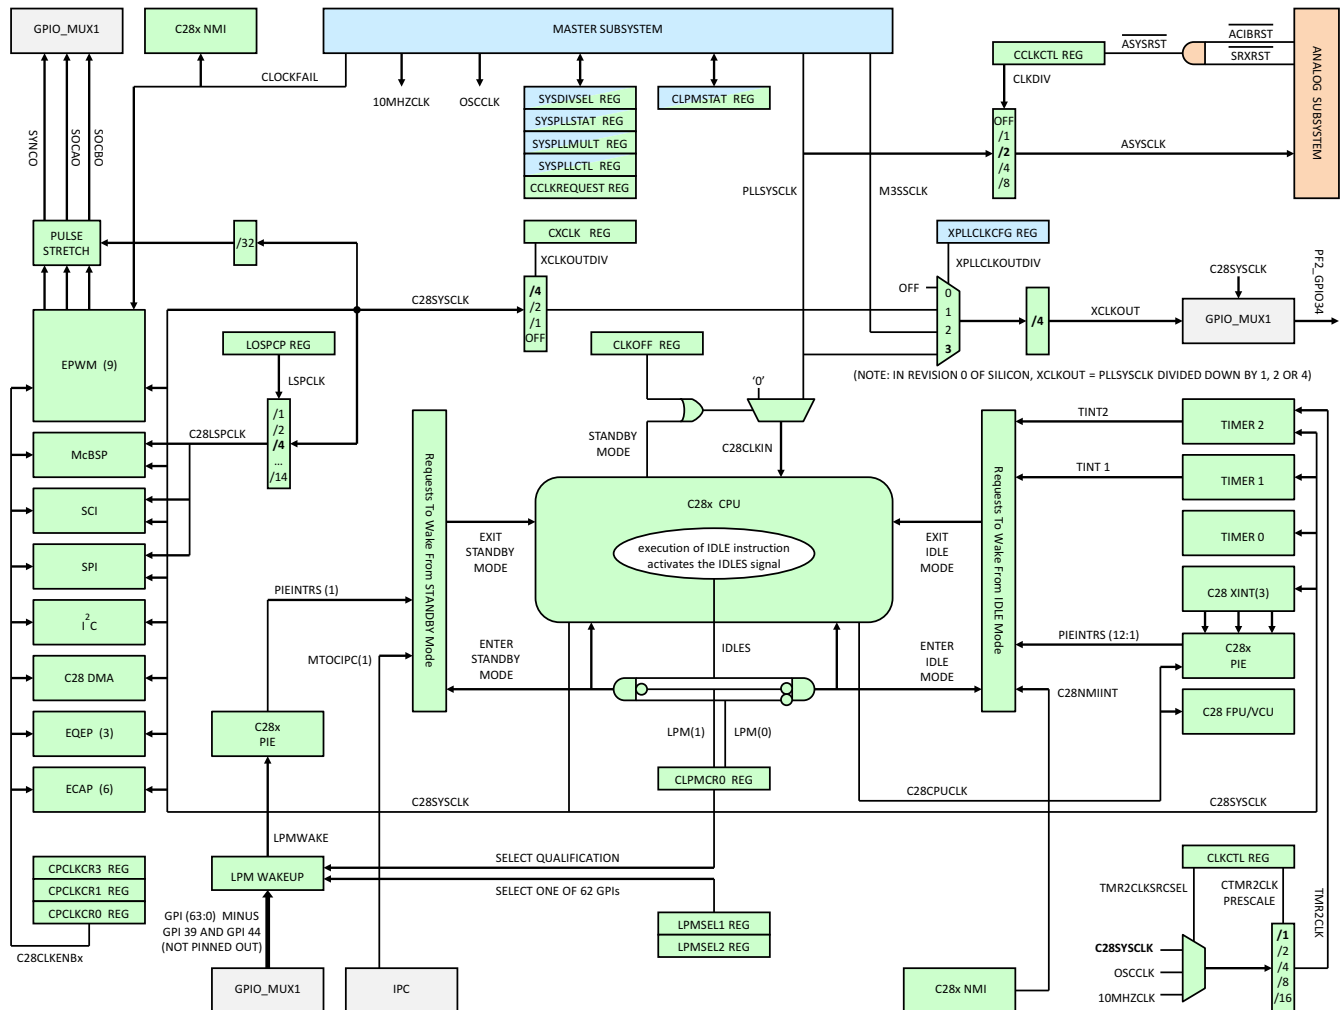 GPIO_MUX1
C28x NMI
MASTER SUBSYSTEM
ANALOG SUBSYSTEM
ACIBRST
ASYSRST
SRXRST
CCLKCTL REG
CLOCKFAIL
CLKDIV
10MHZCLK
OSCCLK
SYSDIVSEL REG
SYSPLLSTAT REG
SYSPLLMULT REG
SYSPLLCTL REG
CCLKREQUEST REG
CLPMSTAT REG
OFF
/1
/2
/4
/8
ASYSCLK
SYNCO
SOCAO
SOCBO
PLLSYSCLK
M3SSCLK
PULSE
STRETCH
/32
CXCLK REG
XCLKOUTDIV
XPLLCLKCFG REG
XPLLCLKOUTDIV
C28SYSCLK
PF2_GPIO34
C28SYSCLK
/4
/2
/1
OFF
OFF
0
1
2
3
/4
XCLKOUT
GPIO_MUX1
EPWM (9)
LOSPCP REG
LSPCLK
CLKOFF REG
(NOTE: IN REVISION 0 OF SILICON, XCLKOUT = PLLSYSCLK DIVIDED DOWN BY 1, 2 OR 4)
'0'
/1
/2
/4
...
/14
C28LSPCLK
STANDBY
MODE
C28CLKIN
TINT2
TIMER 2
McBSP
Requests To Wake From STANDBY Mode
Requests To Wake From IDLE Mode
TINT 1
TIMER 1
SCI
C28x CPU
TIMER 0
EXIT
STANDBY
MODE
execution of IDLE instruction
activates the IDLES signal
EXIT
IDLE
MODE
SPI
C28 XINT(3)
PIEINTRS (1)
I2C
PIEINTRS (12:1)
C28x
PIE
MTOCIPC(1)
ENTER
STANDBY
MODE
IDLES
ENTER
IDLE
MODE
C28 DMA
C28NMIINT
C28 FPU/VCU
C28x
PIE
EQEP (3)
LPM(1)
LPM(0)
CLPMCR0 REG
ECAP (6)
C28SYSCLK
C28CPUCLK
C28SYSCLK
LPMWAKE
CPCLKCR3 REG
CPCLKCR1 REG
CPCLKCR0 REG
LPM WAKEUP
SELECT QUALIFICATION
SELECT ONE OF 62 GPIs
CLKCTL REG
TMR2CLKSRCSEL
CTMR2CLK
PRESCALE
TMR2CLK
GPI (63:0) MINUS
GPI 39 AND GPI 44
(NOT PINNED OUT)
LPMSEL1 REG
LPMSEL2 REG
C28CLKENBx
C28SYSCLK
OSCCLK
10MHZCLK
/1
/2
/4
/8
/16
GPIO_MUX1
IPC
C28x NMI